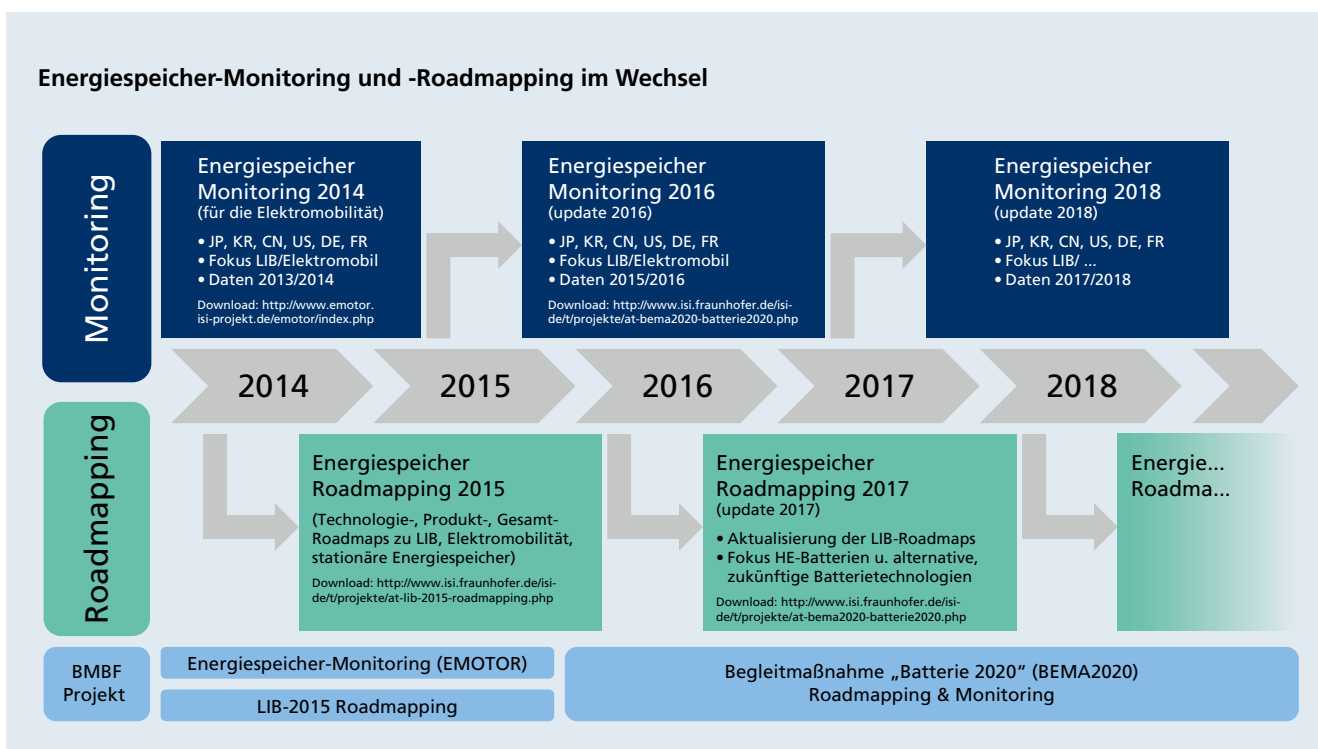 Energiespeicher-Monitoring und -Roadmapping im Wechsel
Monitoring
Energiespeicher
Monitoring 2014
(für die Elektromobilität)
• JP, KR, CN, US, DE, FR
• Fokus LIB/Elektromobil
• Daten 2013/2014
Download: http://www.emotor.
isi-projekt.de/emotor/index.php
Energiespeicher
Monitoring 2016
(update 2016)
• JP, KR, CN, US, DE, FR
• Fokus LIB/Elektromobil
• Daten 2015/2016
Download: http://www.isi.fraunhofer.de/isi-
de/t/projekte/at-bema2020-batterie2020.php
Energiespeicher
Monitoring 2018
(update 2018)
• JP, KR, CN, US, DE, FR
• Fokus LIB/ ...
• Daten 2017/2018
2014
2015
2016
2017
2018
Roadmapping
Energiespeicher
Roadmapping 2015
(Technologie-, Produkt-, Gesamt-
Roadmaps zu LIB, Elektromobilität,
stationäre Energiespeicher)
Download: http://www.isi.fraunhofer.de/isi-
de/t/projekte/at-lib-2015-roadmapping.php
Energiespeicher
Roadmapping 2017
(update 2017)
• Aktualisierung der LIB-Roadmaps
• Fokus HE-Batterien u. alternative,
zukünftige Batterietechnologien
Download: http://www.isi.fraunhofer.de/isi-
de/t/projekte/at-bema2020-batterie2020.php
Energie...
Roadma...
BMBF
Projekt
Energiespeicher-Monitoring (EMOTOR)
LIB-2015 Roadmapping
Begleitmaßnahme „Batterie 2020“ (BEMA2020)
Roadmapping & Monitoring